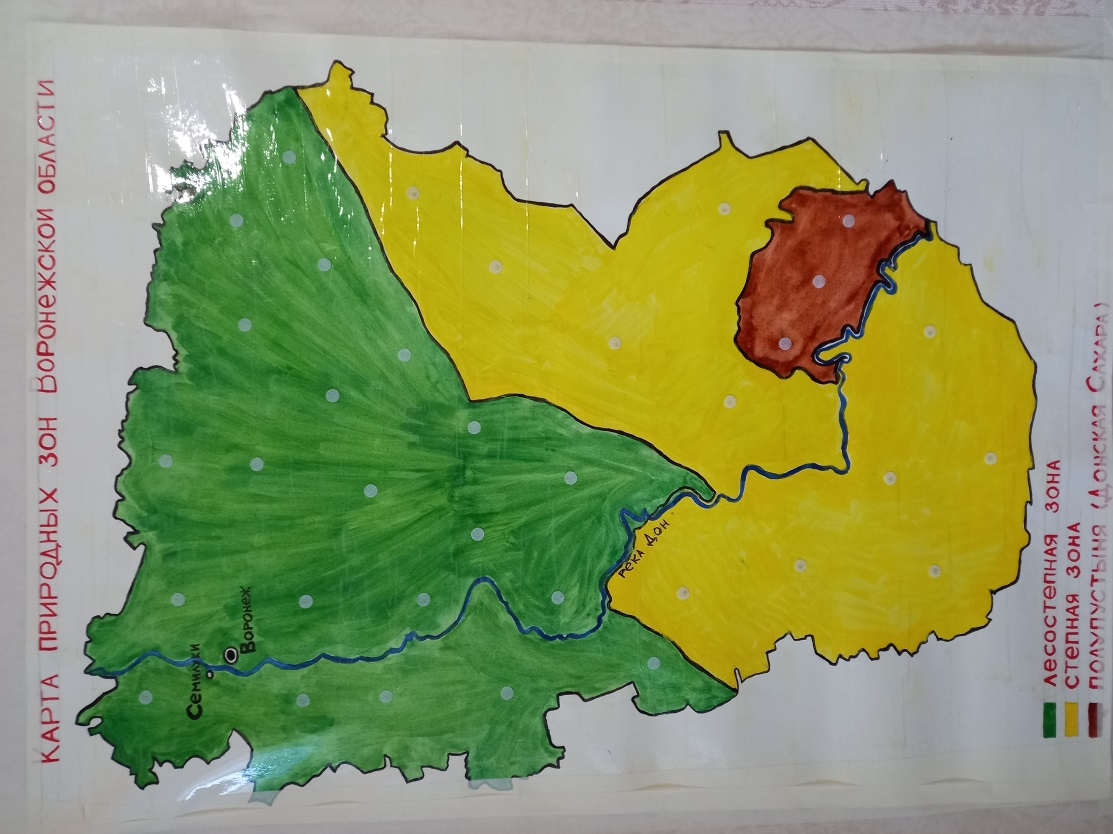 КАРТА ПРИРОДНЫХ ЗОН ВОРОНЕЖСКОЙ ОБЛАСТИ
Семилуки
Воронеж
река Дон
ЛЕСОСТЕПНАЯ ЗОНА
СТЕПНАЯ ЗОНА
ПОЛУПУСТЫНЯ (ДОНСКАЯ САХАРА)